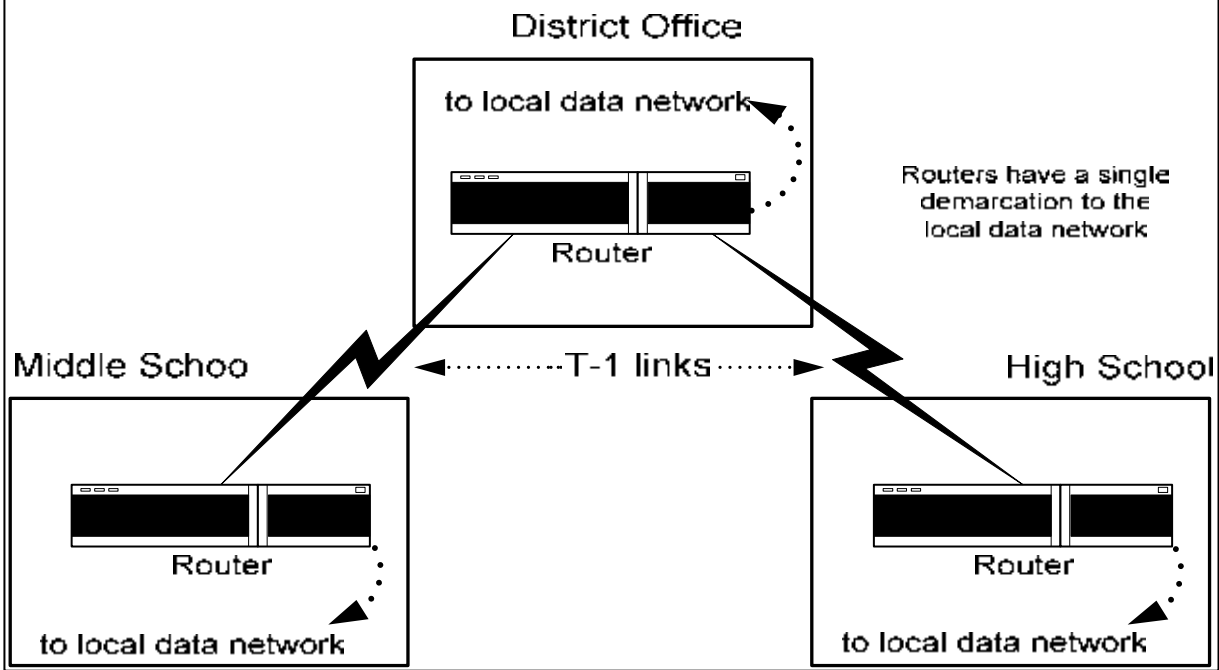 District Office
to local data network
Routers have a single
demarcation to the
local data network
Router
Middle Schoo
T-1 links
High School
Router
to local data network
Router
to local data network